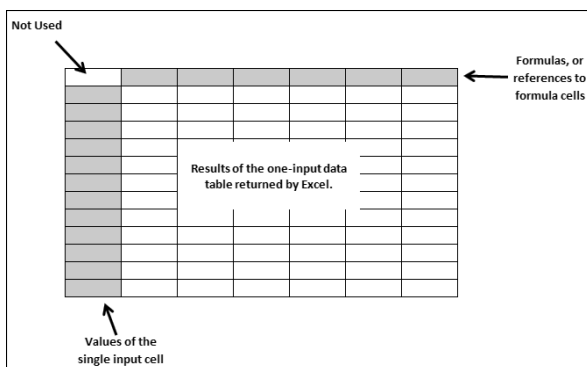 Not Used
Formulas, or
references to
formula cells
Results of the one-input data
table returned by Excel.
Values of the
single input cell